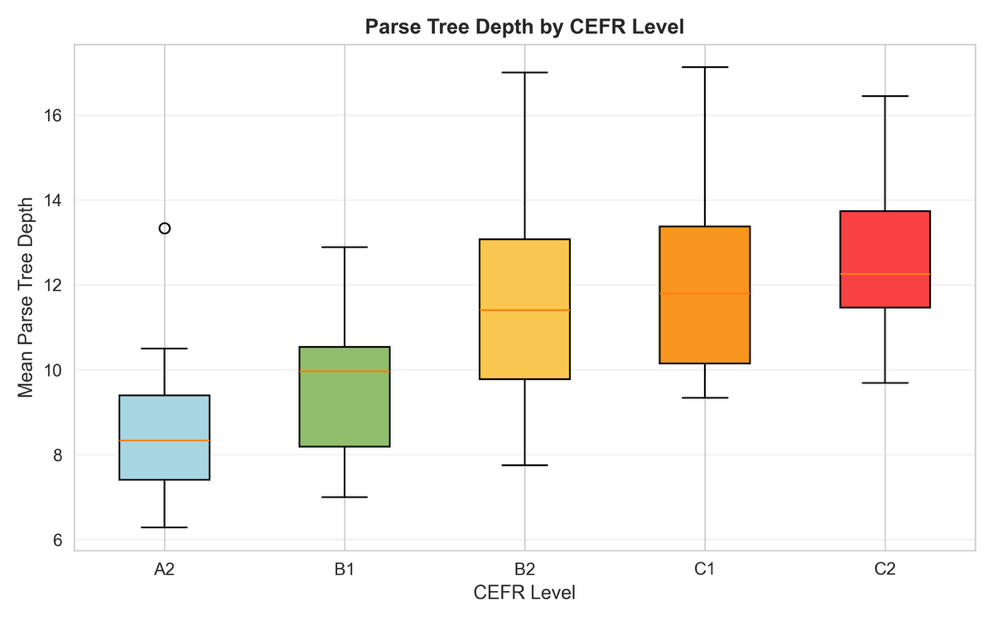 Parse Tree Depth by CEFR Level
Mean Parse Tree Depth
16
14
12
10
8
6
A2 B1 B2 C1 C2
CEFR Level